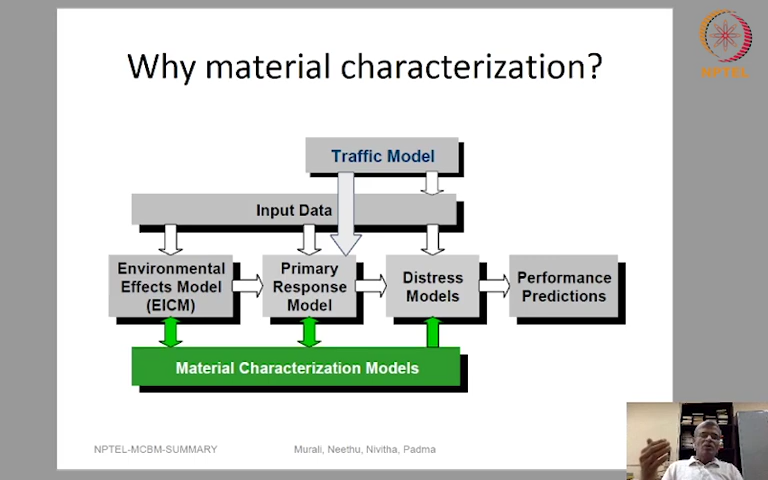 Why material characterization?
NPTEL
Traffic Model
Input Data
Environmental
Effects Model
(EICM)
Primary
Response
Model
Distress
Models
Performance
Predictions
Material Characterization Models
NPTEL-MCBM-SUMMARY
Murali, Neethu, Nivitha, Padma